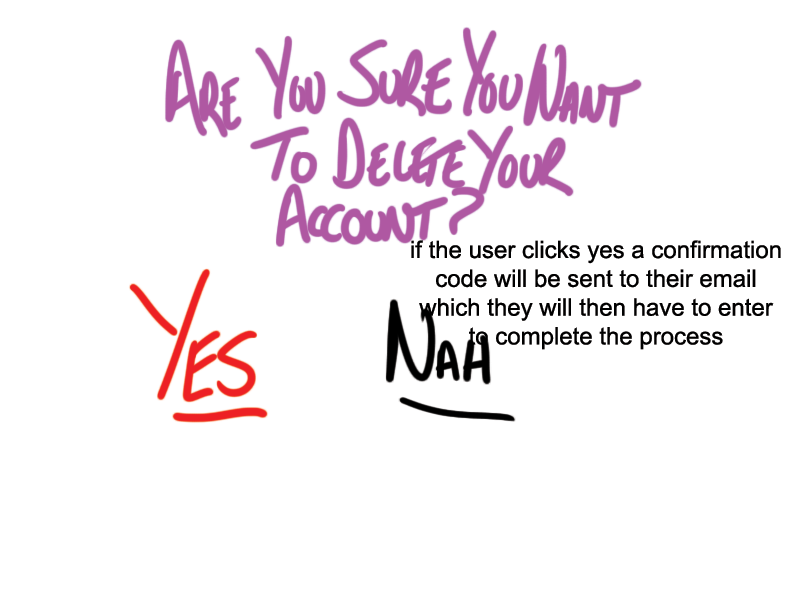 Are You Sure You Want
To Delete Your
Account?
if the user clicks yes a confirmation
code will be sent to their email
which they will then have to enter
to complete the process
Yes
Nah